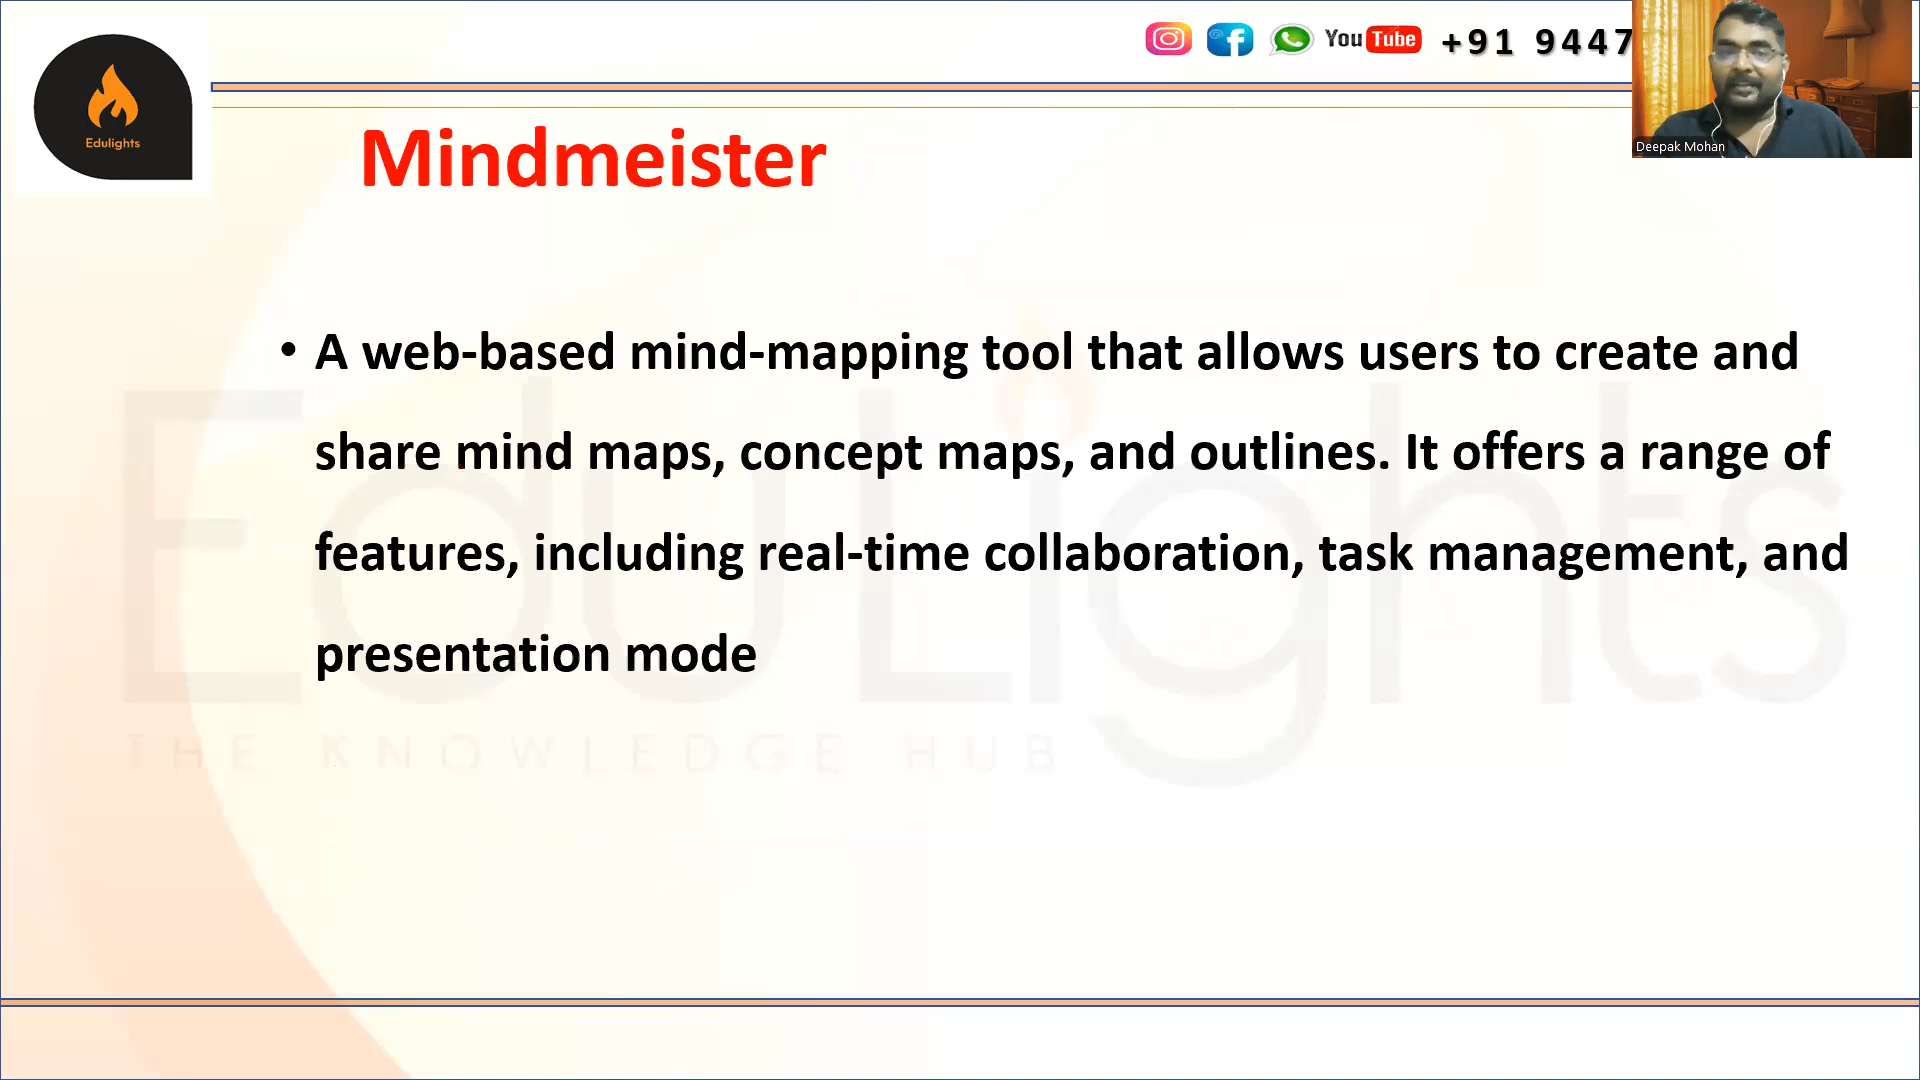 You Tube +91 9447
Edulights
Deepak Mohan
Mindmeister
• A web-based mind-mapping tool that allows users to create and
share mind maps, concept maps, and outlines. It offers a range of
features, including real-time collaboration, task management, and
presentation mode
EduLights
THE KNOWLEDGE HUB